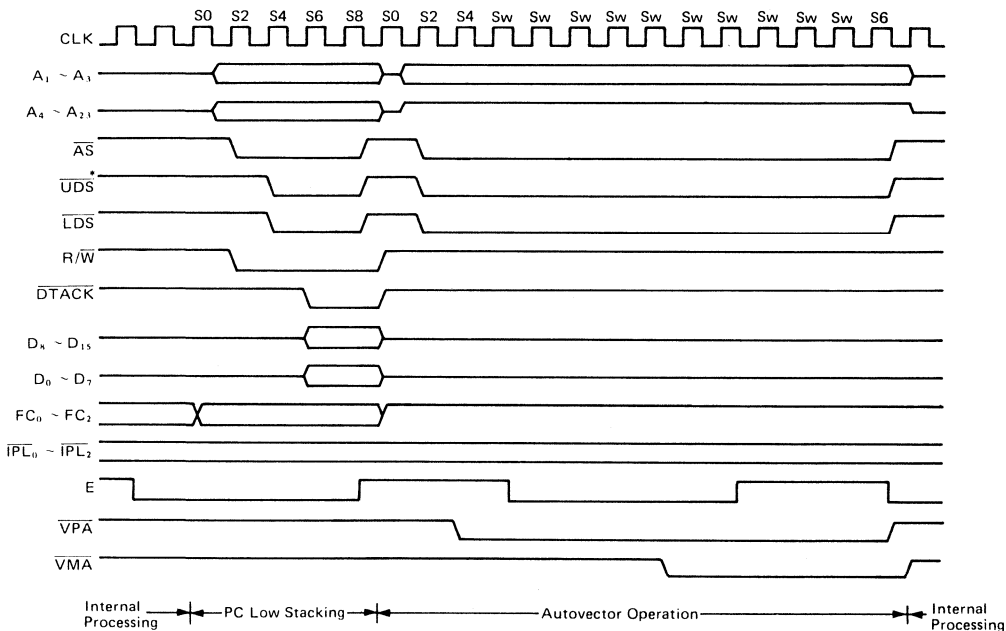 S0 S2 S4 S6 S8 S0 S2 S4 Sw Sw Sw Sw Sw Sw Sw Sw Sw Sw S6
CLK
A₁ ~ A₃
A₄ ~ A₂₃
AS
UDS*
LDS
R/W
DTACK
D₈ ~ D₁₅
D₀ ~ D₇
FC₀ ~ FC₂
IPL₀ ~ IPL₂
E
VPA
VMA
Internal Processing
PC Low Stacking
Autovector Operation
Internal Processing